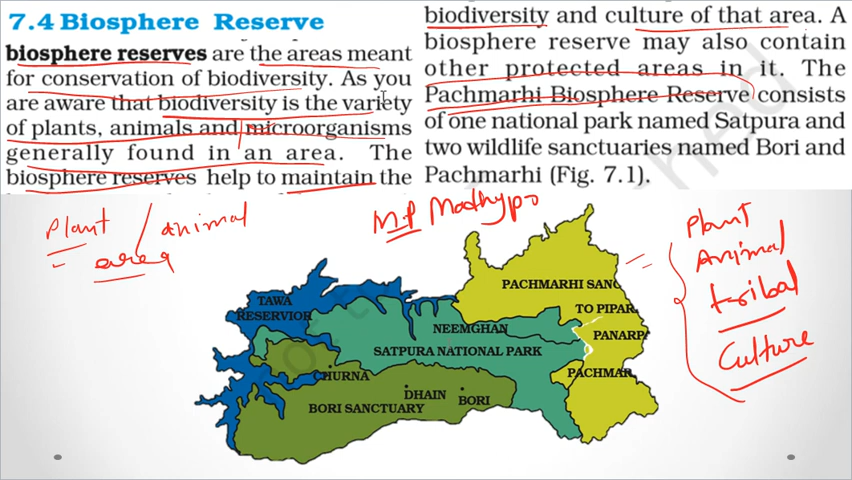 7.4 Biosphere Reserve
biosphere reserves are the areas meant
for conservation of biodiversity. As you
are aware that biodiversity is the variety
of plants, animals and microorganisms
generally found in an area. The
biosphere reserves help to maintain the
biodiversity and culture of that area. A
biosphere reserve may also contain
other protected areas in it. The
Pachmarhi Biosphere Reserve consists
of one national park named Satpura and
two wildlife sanctuaries named Bori and
Pachmarhi (Fig. 7.1).
Plant / Animal
area
M.P Madhyp
Plant
Animal
tribal
Culture
PACHMARHI SANC
TAWA
RESERVIOR
TO PIPAR
NEEMGHAN
PANARP
SATPURA NATIONAL PARK
CHURNA
PACHMAR
DHAIN
BORI
BORI SANCTUARY